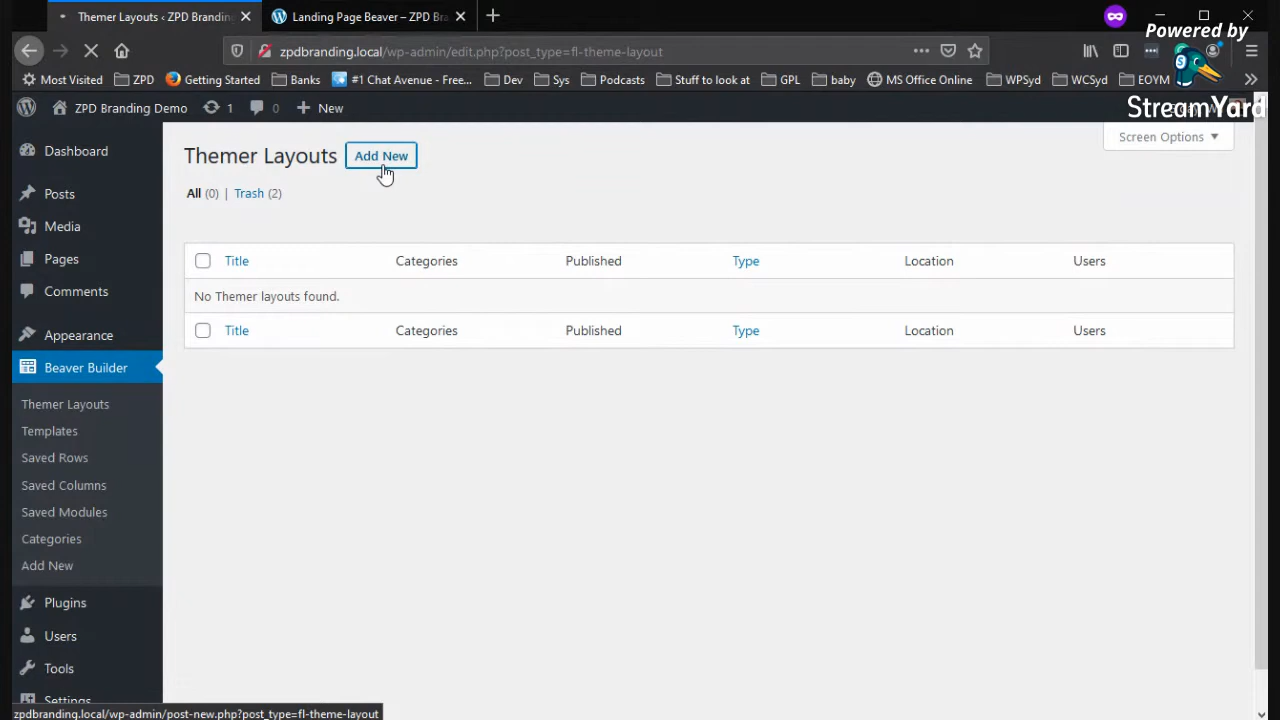 Themer Layouts ‹ ZPD Branding
Landing Page Beaver – ZPD Bra
Powered by
zpdbranding.local/wp-admin/edit.php?post_type=fl-theme-layout
Most Visited
ZPD
Getting Started
Banks
#1 Chat Avenue - Free...
Dev
Sys
Podcasts
Stuff to look at
GPL
baby
MS Office Online
WPSyd
WCSyd
EOYM
StreamYard
ZPD Branding Demo
1
0
New
Screen Options
Dashboard
Posts
Media
Pages
Comments
Appearance
Beaver Builder
Themer Layouts
Templates
Saved Rows
Saved Columns
Saved Modules
Categories
Add New
Plugins
Users
Tools
Settings
Themer Layouts
Add New
All (0) | Trash (2)
Title Categories Published Type Location Users
No Themer layouts found.
Title Categories Published Type Location Users
zpdbranding.local/wp-admin/post-new.php?post_type=fl-theme-layout